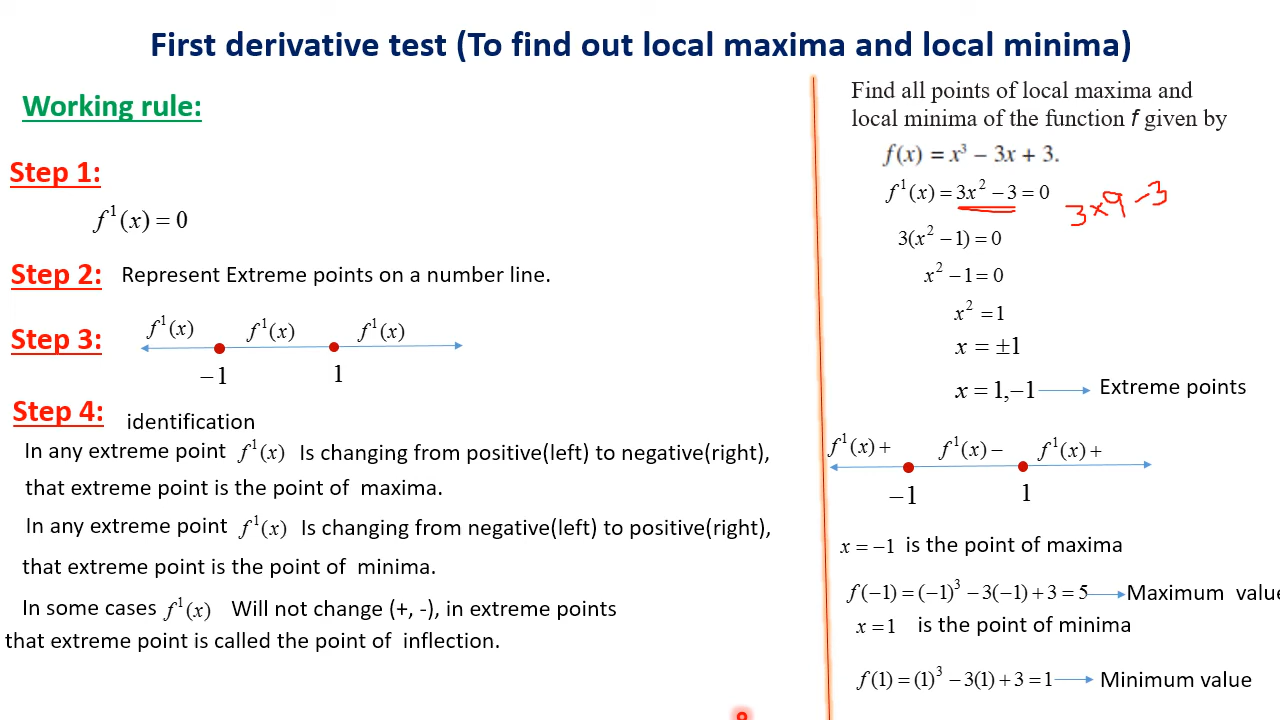 First derivative test (To find out local maxima and local minima)
Working rule:
Step 1:
f¹(x) = 0
Step 2: Represent Extreme points on a number line.
Step 3: f¹(x) f¹(x) f¹(x)
−1 1
Step 4: identification
In any extreme point f¹(x) Is changing from positive(left) to negative(right),
that extreme point is the point of maxima.
In any extreme point f¹(x) Is changing from negative(left) to positive(right),
that extreme point is the point of minima.
In some cases f¹(x) Will not change (+, -), in extreme points
that extreme point is called the point of inflection.
Find all points of local maxima and
local minima of the function f given by
f(x) = x³ − 3x + 3.
f¹(x) = 3x² − 3 = 0 3×9 −3
3(x² − 1) = 0
x² − 1 = 0
x² = 1
x = ±1
x = 1,−1 Extreme points
f¹(x) + f¹(x) − f¹(x) +
−1 1
x = −1 is the point of maxima
f(−1) = (−1)³ − 3(−1) + 3 = 5 Maximum value
x = 1 is the point of minima
f(1) = (1)³ − 3(1) + 3 = 1 Minimum value